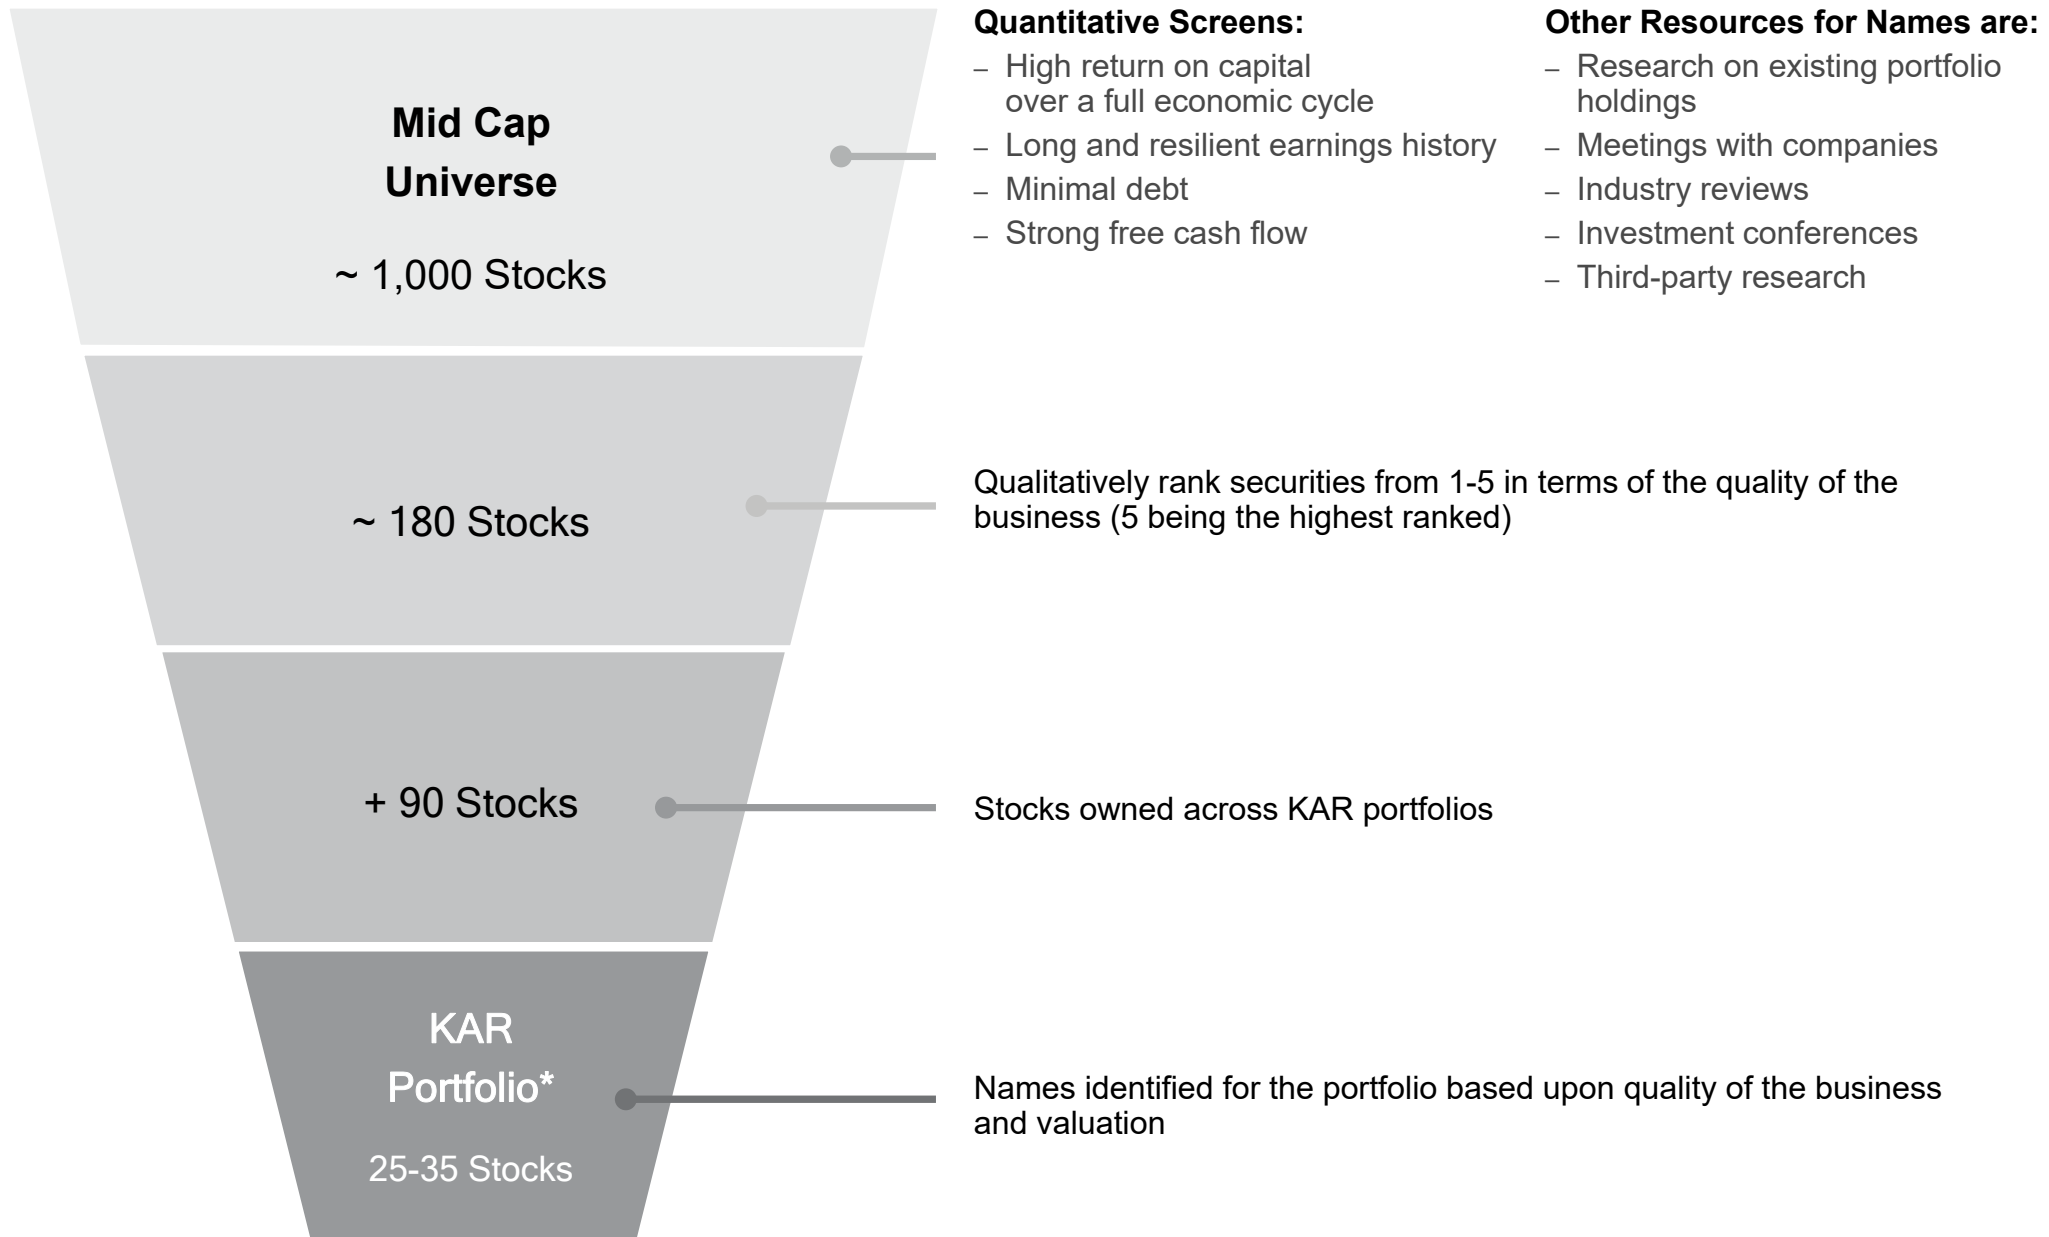 Mid Cap
Universe
~ 1,000 Stocks
Quantitative Screens:
– High return on capital
over a full economic cycle
– Long and resilient earnings history
– Minimal debt
– Strong free cash flow
Other Resources for Names are:
– Research on existing portfolio
holdings
– Meetings with companies
– Industry reviews
– Investment conferences
– Third-party research
~ 180 Stocks
Qualitatively rank securities from 1-5 in terms of the quality of the
business (5 being the highest ranked)
+ 90 Stocks
Stocks owned across KAR portfolios
KAR
Portfolio*
25-35 Stocks
Names identified for the portfolio based upon quality of the business
and valuation